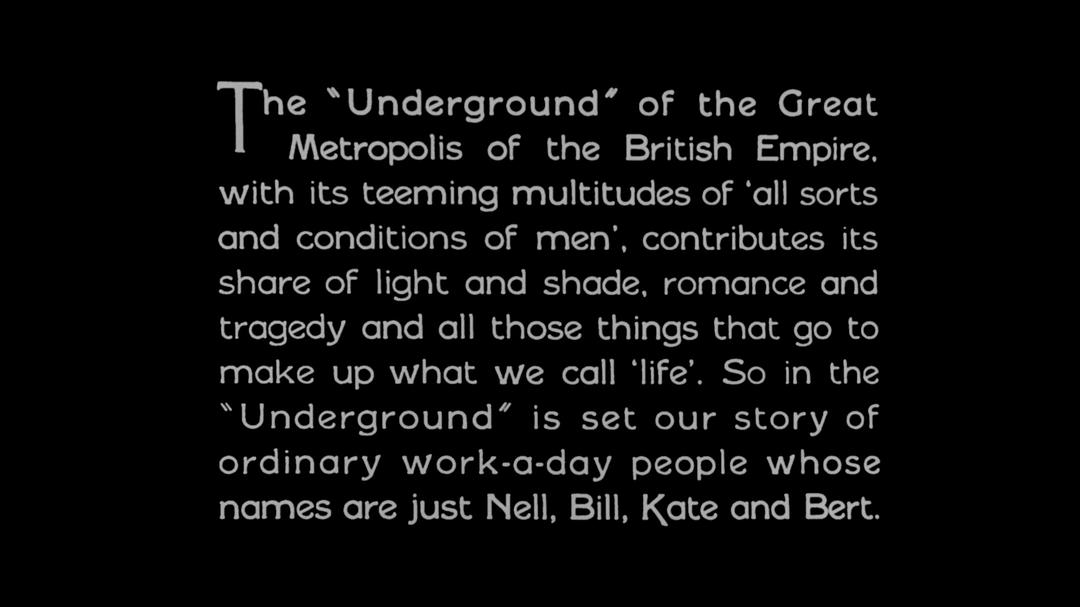 The “Underground” of the Great
Metropolis of the British Empire,
with its teeming multitudes of ‘all sorts
and conditions of men’, contributes its
share of light and shade, romance and
tragedy and all those things that go to
make up what we call ‘life’. So in the
“Underground” is set our story of
ordinary work-a-day people whose
names are just Nell, Bill, Kate and Bert.